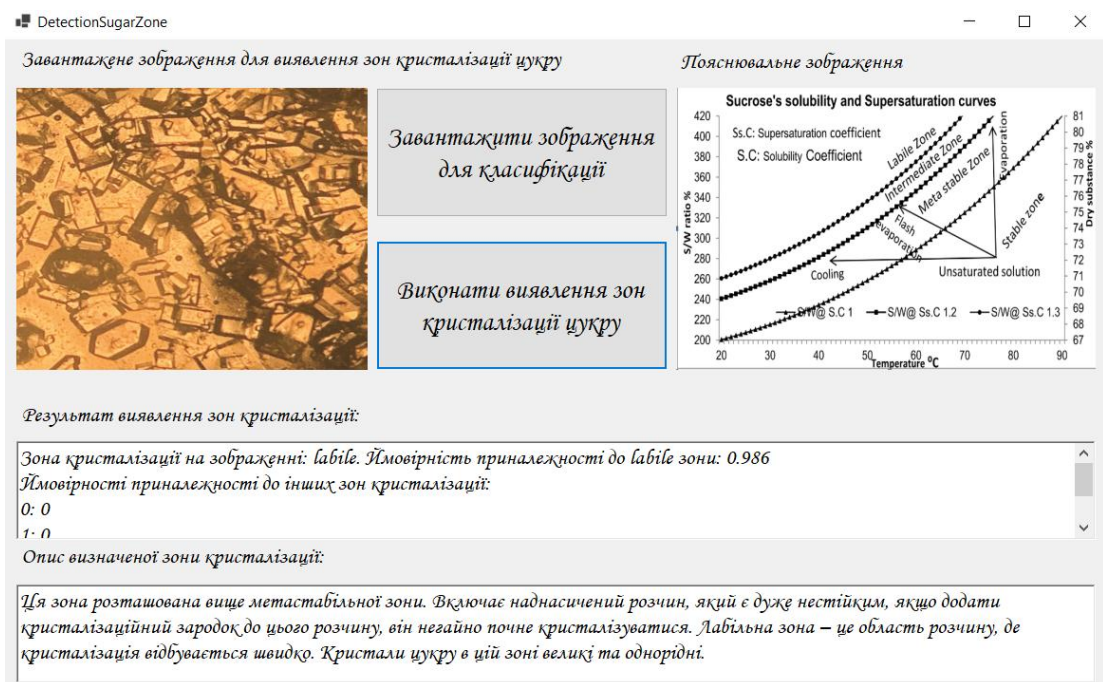 DetectionSugarZone
Завантажене зображення для виявлення зон кристалізації цукру
Пояснювальне зображення
Завантажити зображення
для класифікації
Виконати виявлення зон
кристалізації цукру
Sucrose's solubility and Supersaturation curves
Ss.C: Supersaturation coefficient
S.C: Solubility Coefficient
Labile Zone
Intermediate Zone
Meta stable Zone
Evaporation
Stable zone
Flash
evaporation
Cooling
Unsaturated solution
S/W@ S.C 1
S/W@ Ss.C 1.2
S/W@ Ss.C 1.3
S/W ratio %
420
400
380
360
340
320
300
280
260
240
220
200
Dry substance %
81
80
79
78
77
76
75
74
73
72
71
70
69
68
67
20 30 40 50 60 70 80 90
Temperature °C
Результат виявлення зон кристалізації:
Зона кристалізації на зображенні: labile. Ймовірність приналежності до labile зони: 0.986
Ймовірності приналежності до інших зон кристалізації:
0: 0
1: 0
Опис визначеної зони кристалізації:
Ця зона розташована вище метастабільної зони. Включає наднасичений розчин, який є дуже нестійким, якщо додати
кристалізаційний зародок до цього розчину, він негайно почне кристалізуватися. Лабільна зона – це область розчину, де
кристалізація відбувається швидко. Кристали цукру в цій зоні великі та однорідні.